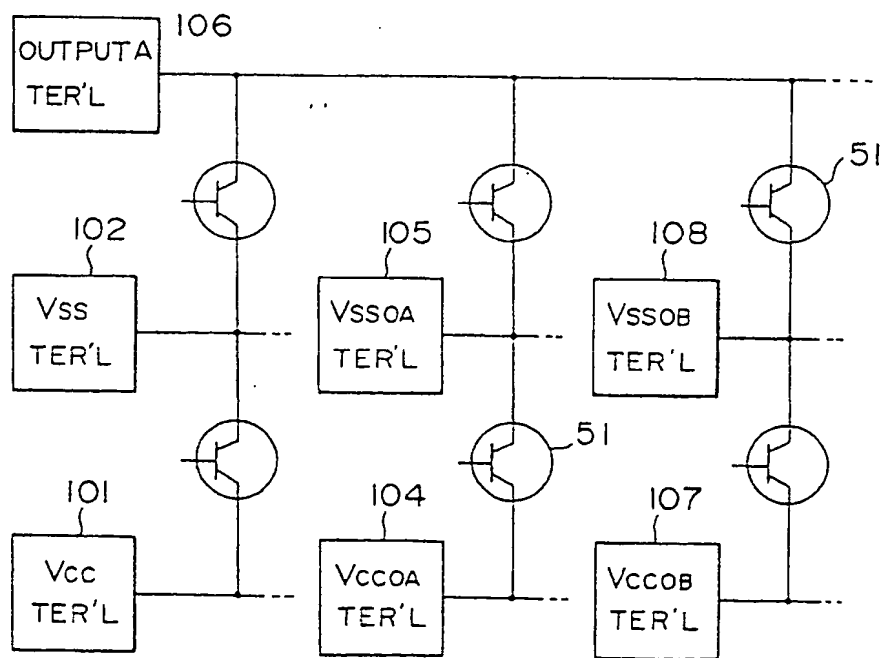 OUTPUTA
TER'L
106
51
102
105
108
VSS
TER'L
VSSOA
TER'L
VSSOB
TER'L
51
101
104
107
VCC
TER'L
VCCOA
TER'L
VCCOB
TER'L